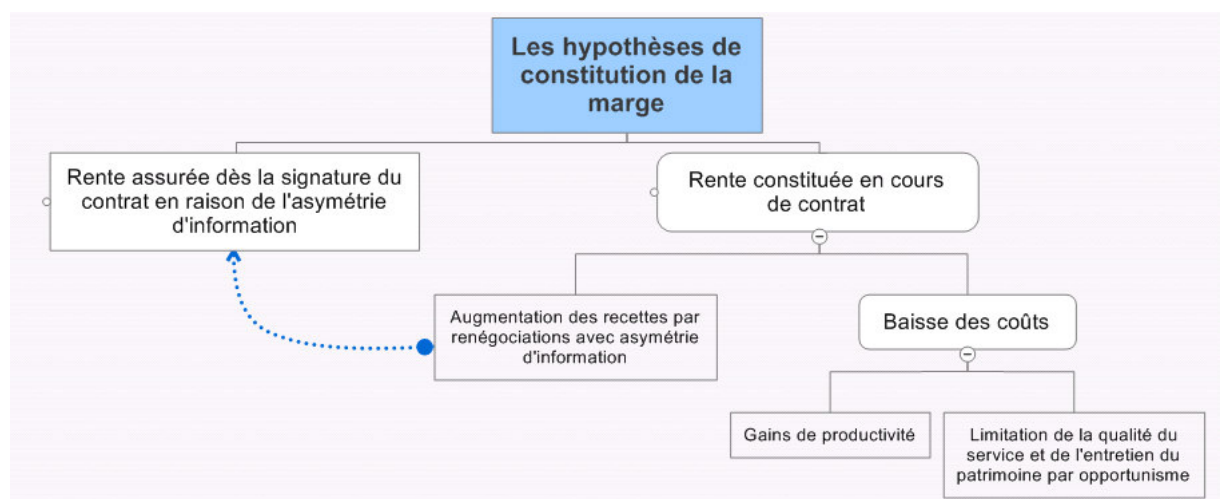 Les hypothèses de
constitution de la
marge
Rente assurée dès la signature du
contrat en raison de l'asymétrie
d'information
Rente constituée en cours
de contrat
Augmentation des recettes par
renégociations avec asymétrie
d'information
Baisse des coûts
Gains de productivité
Limitation de la qualité du
service et de l'entretien du
patrimoine par opportunisme